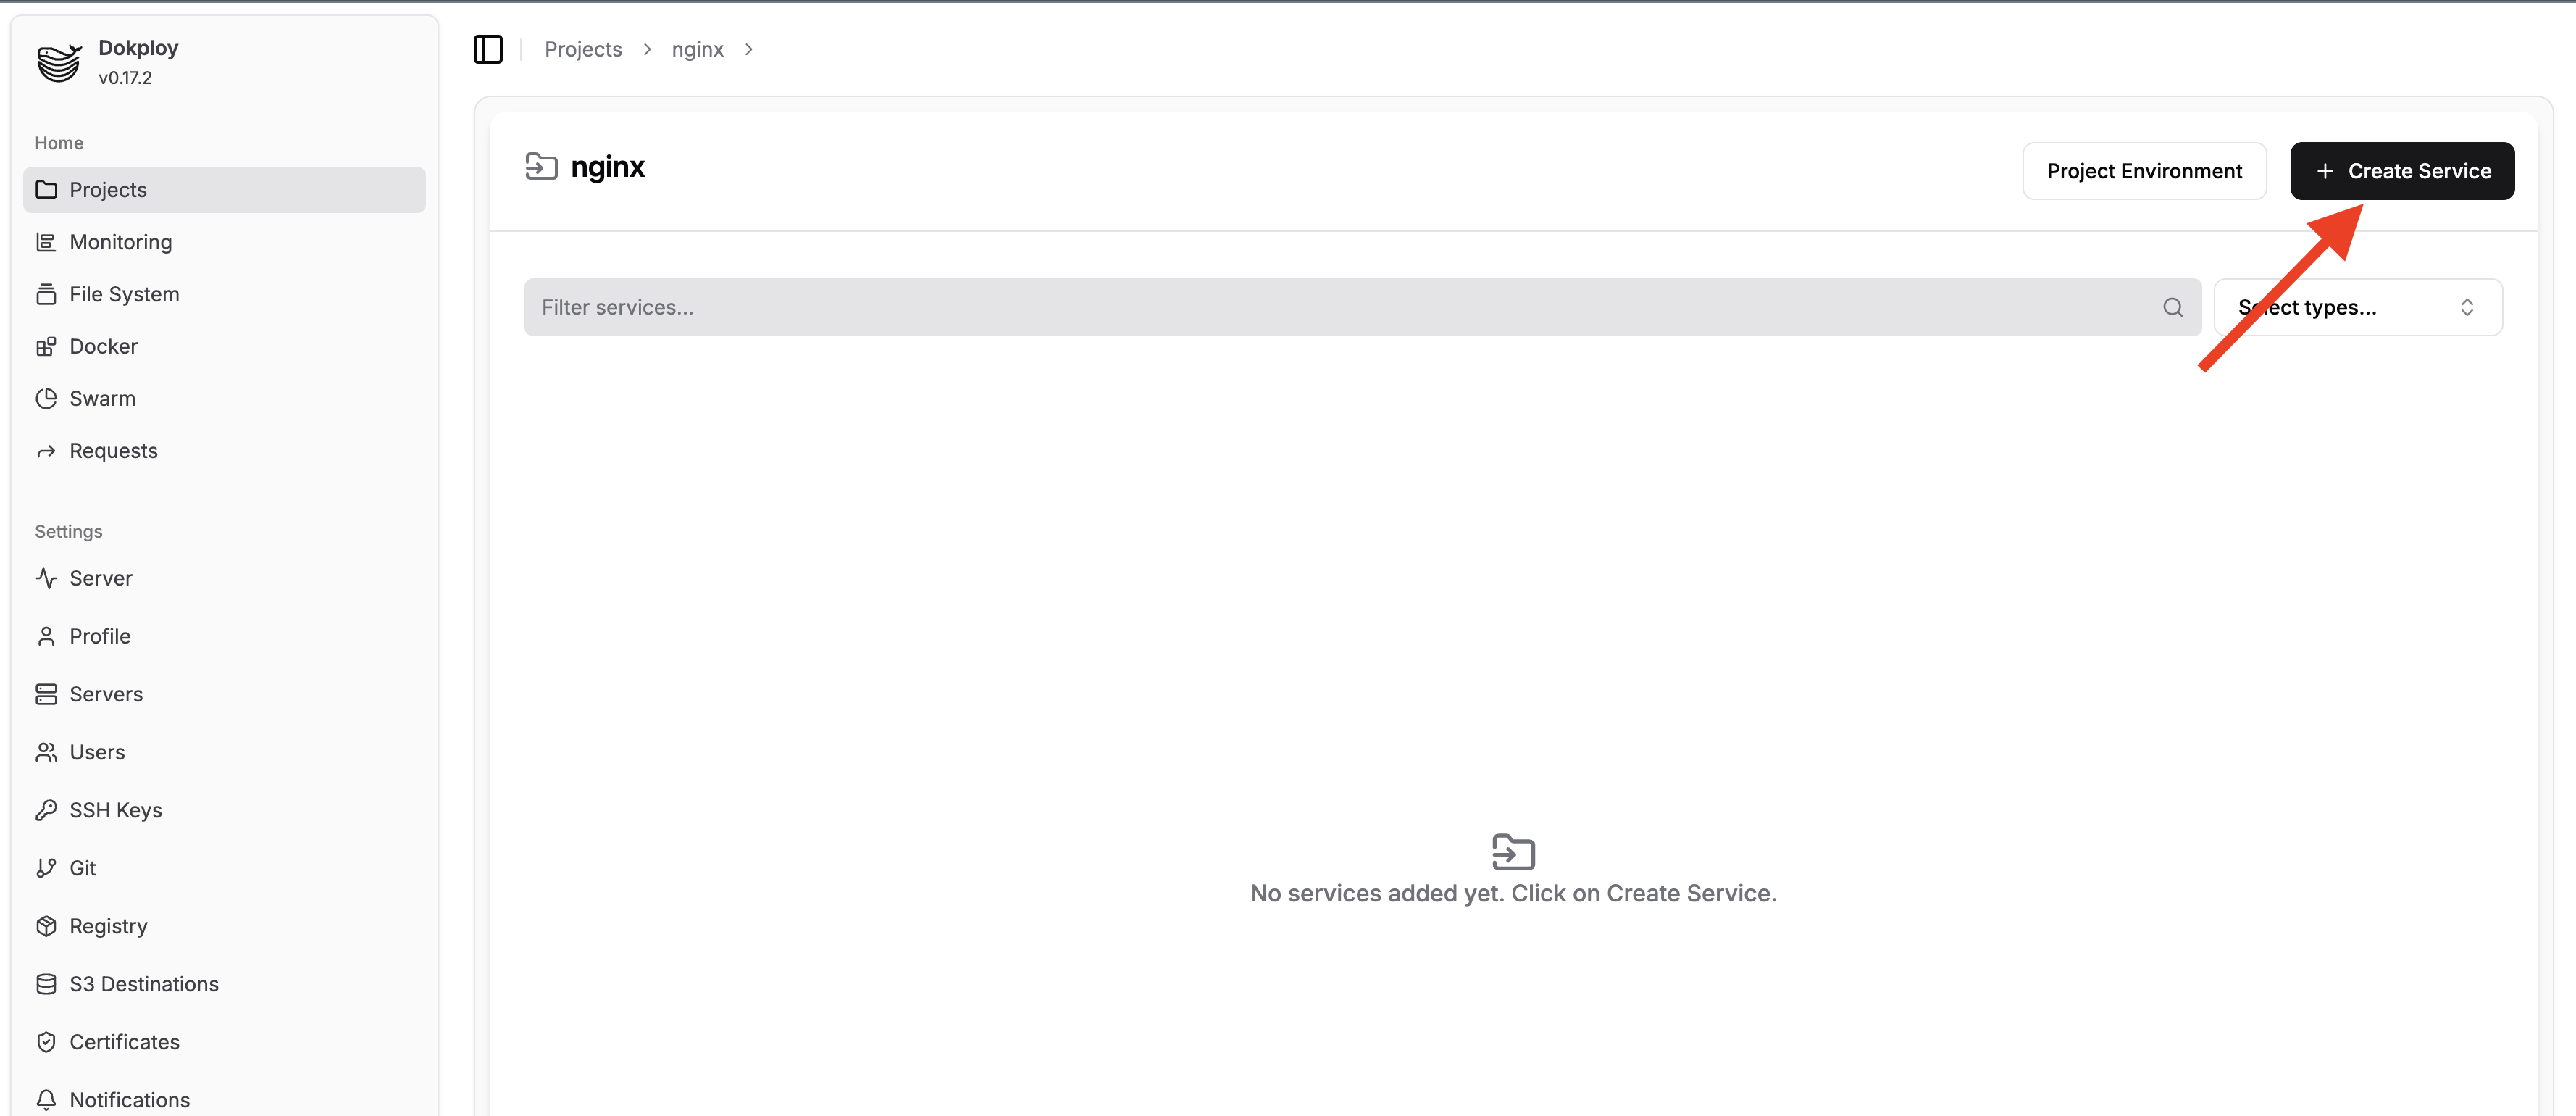 Dokploy
v0.17.2
Home
Projects
Monitoring
File System
Docker
Swarm
Requests
Settings
Server
Profile
Servers
Users
SSH Keys
Git
Registry
S3 Destinations
Certificates
Notifications
Projects > nginx >
nginx
Project Environment
+ Create Service
Filter services...
Select types...
No services added yet. Click on Create Service.